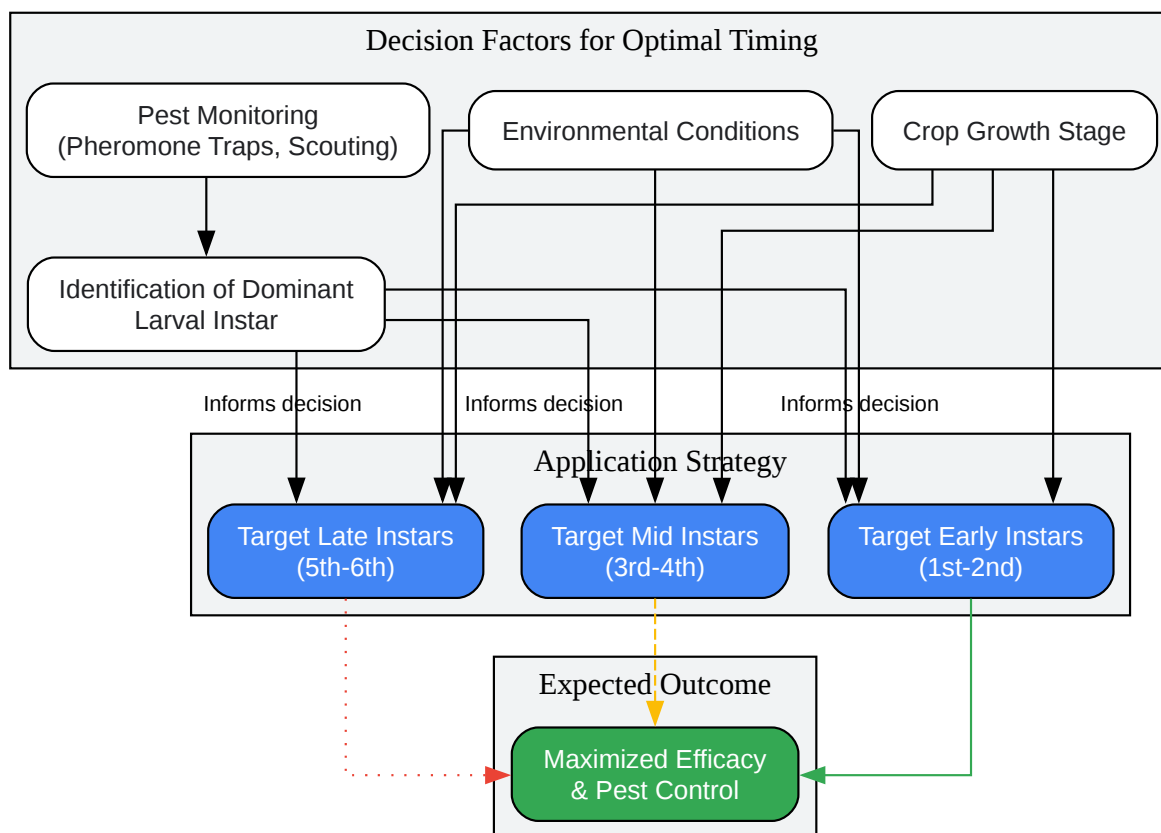 Decision Factors for Optimal Timing
Pest Monitoring
(Pheromone Traps, Scouting)
Environmental Conditions
Crop Growth Stage
Identification of Dominant
Larval Instar
Informs decision
Informs decision
Informs decision
Application Strategy
Target Late Instars
(5th-6th)
Target Mid Instars
(3rd-4th)
Target Early Instars
(1st-2nd)
Expected Outcome
Maximized Efficacy
& Pest Control